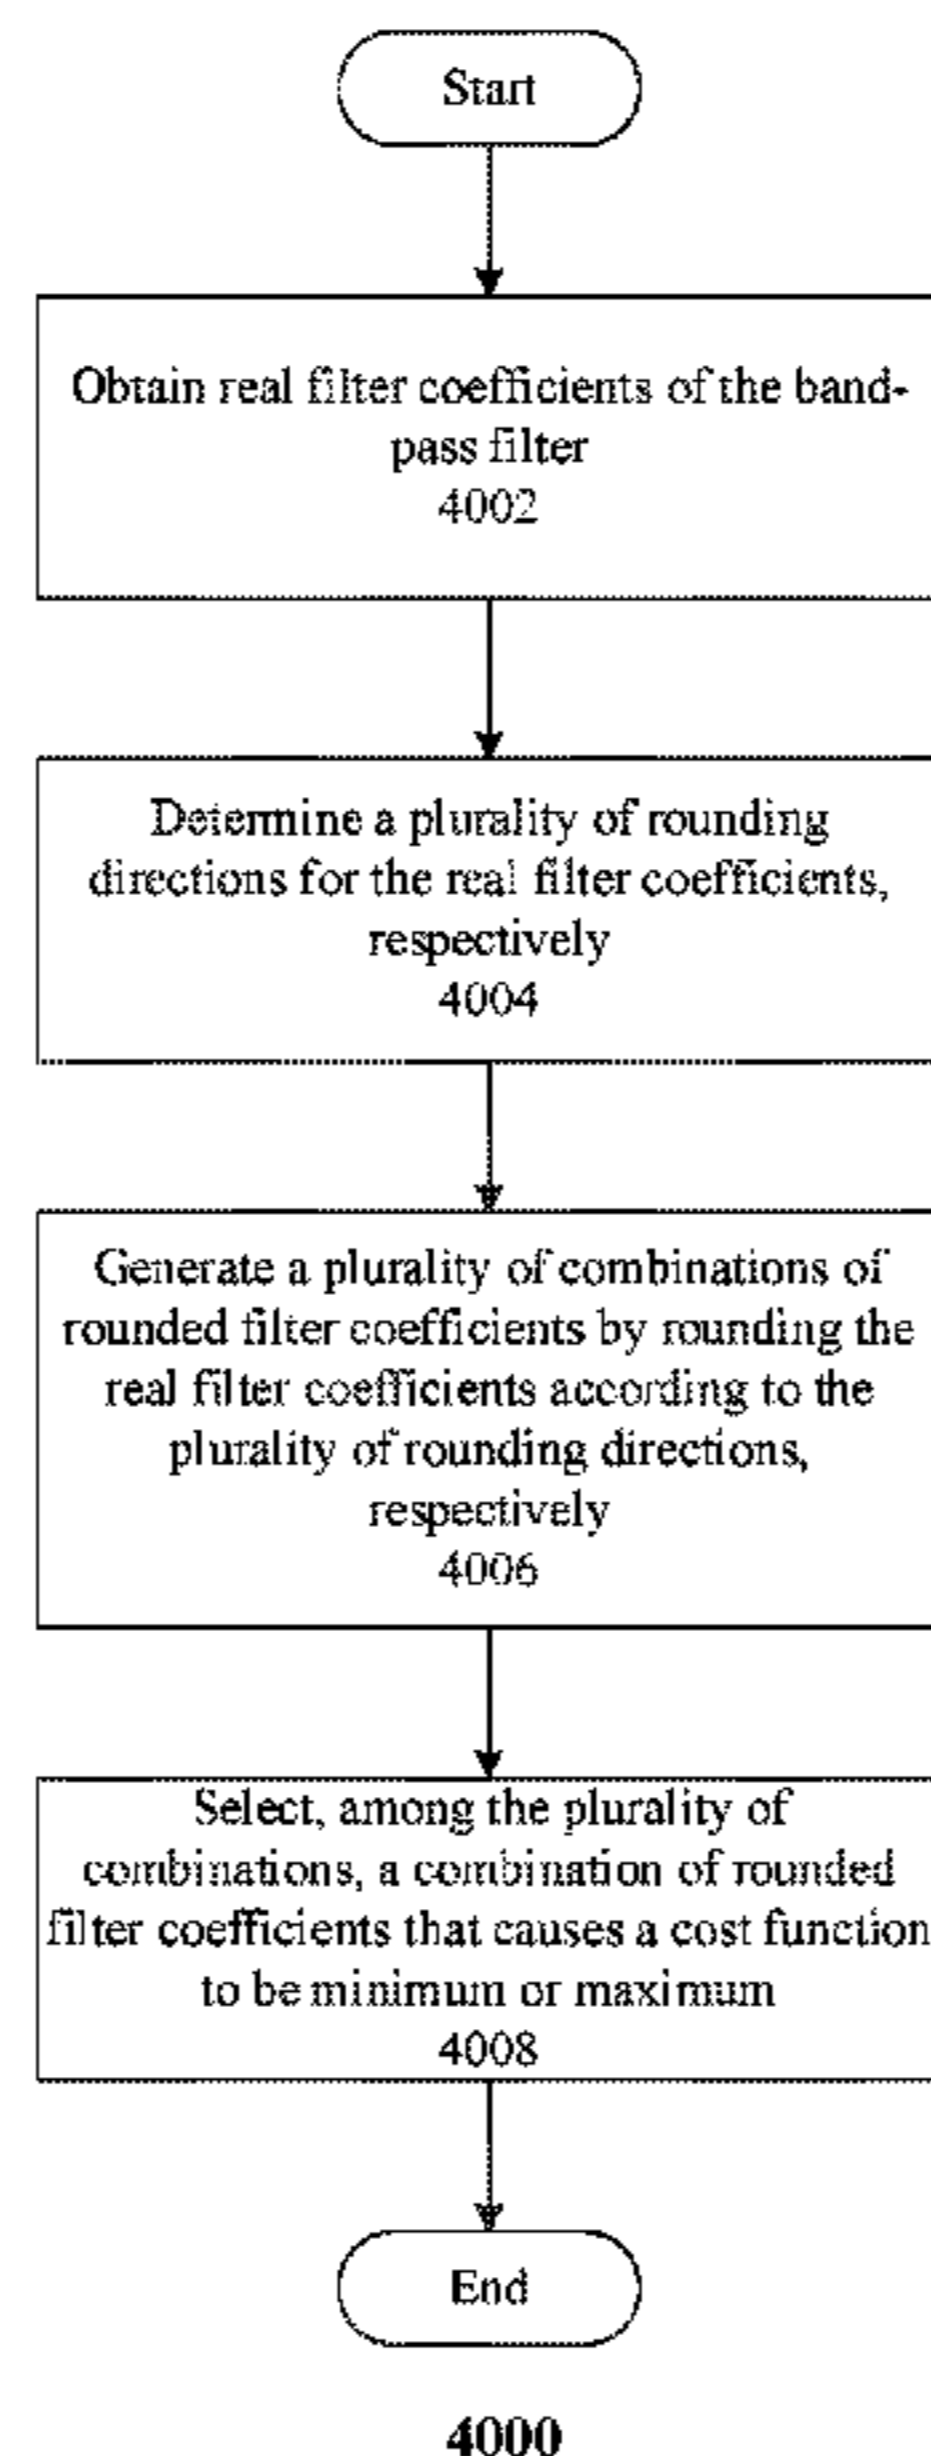 Start
Obtain real filter coefficients of the band-
pass filter
4002
Determine a plurality of rounding
directions for the real filter coefficients,
respectively
4004
Generate a plurality of combinations of
rounded filter coefficients by rounding the
real filter coefficients according to the
plurality of rounding directions,
respectively
4006
Select, among the plurality of
combinations, a combination of rounded
filter coefficients that causes a cost function
to be minimum or maximum
4008
End
4000